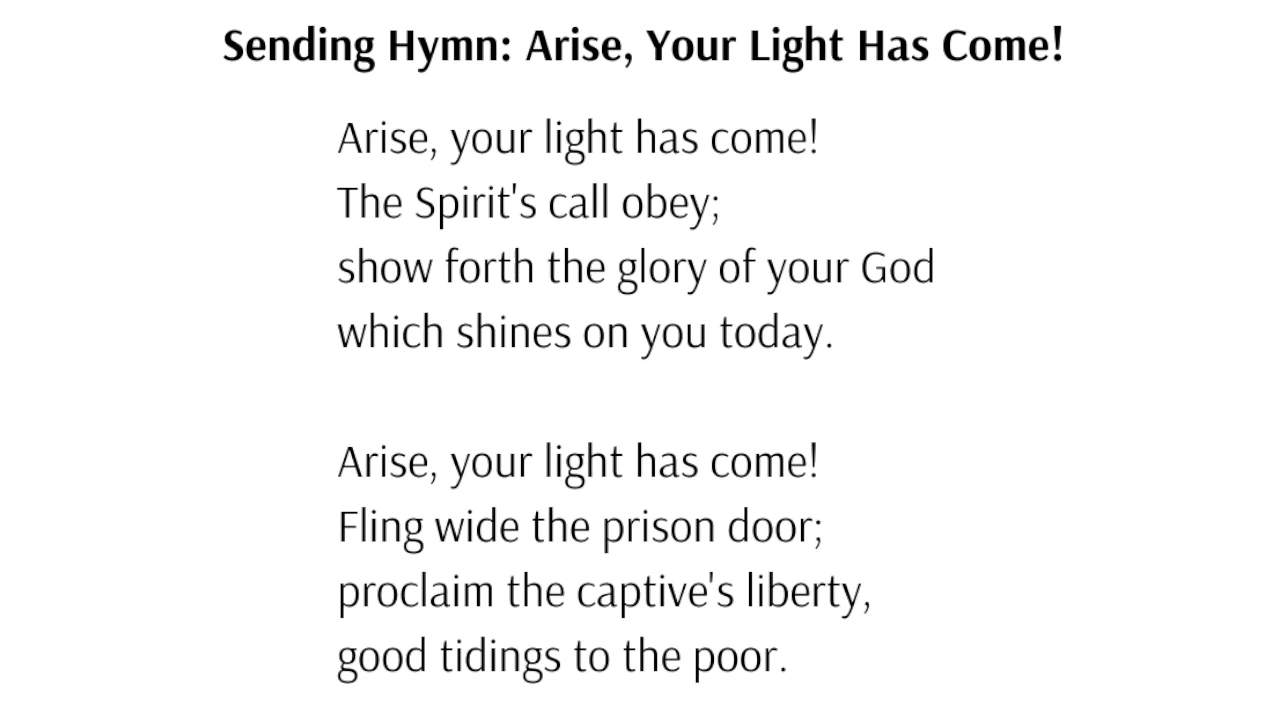 Sending Hymn: Arise, Your Light Has Come!
Arise, your light has come!
The Spirit's call obey;
show forth the glory of your God
which shines on you today.
Arise, your light has come!
Fling wide the prison door;
proclaim the captive's liberty,
good tidings to the poor.